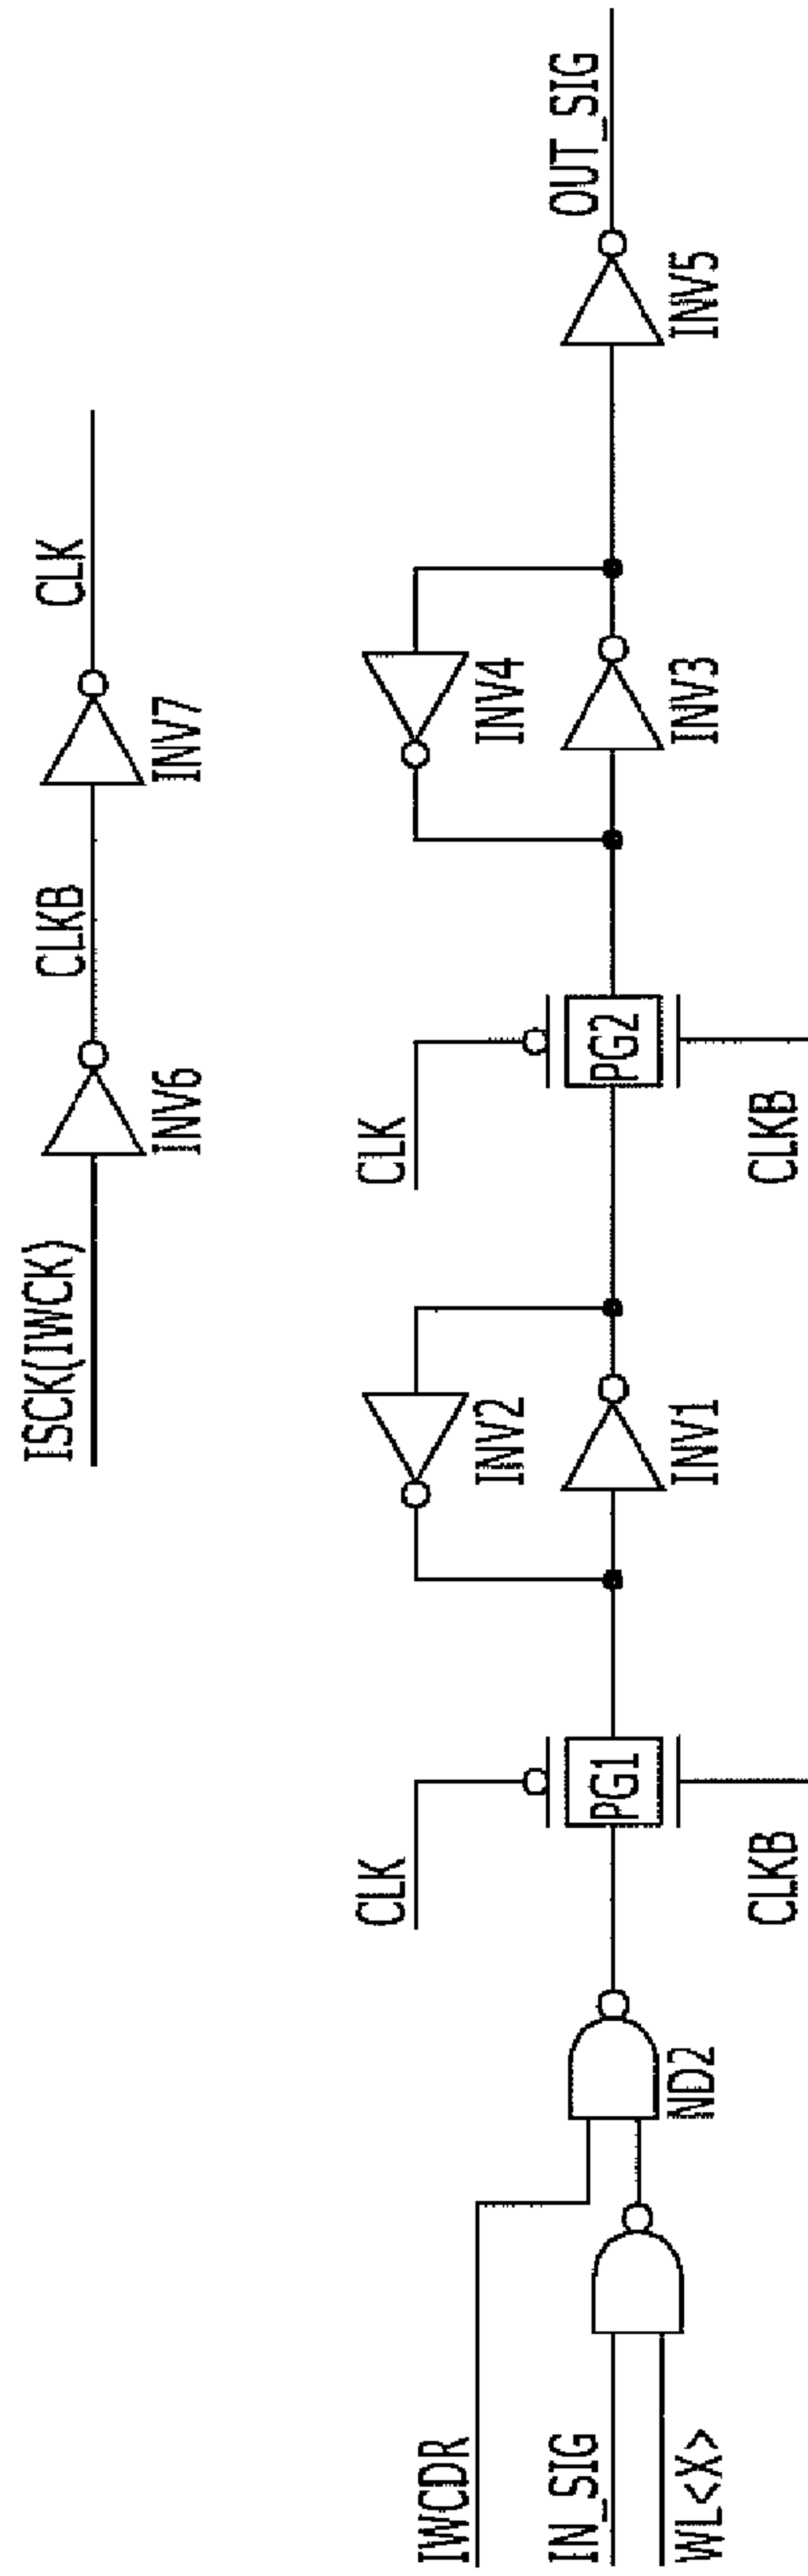 ISCK(IWCK)
INV6
CLKB
INV7
CLK
IWCDR
IN_SIG
WL<X>
ND2
CLK
PG1
CLKB
INV2
INV1
CLK
PG2
CLKB
INV4
INV3
INV5
OUT_SIG